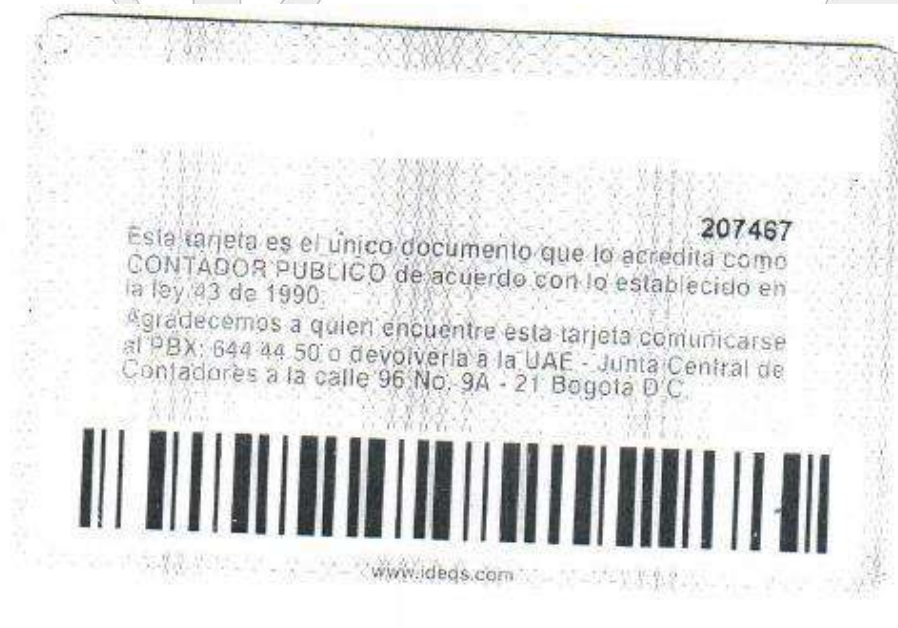 207467
Esta tarjeta es el único documento que lo acredita como
CONTADOR PUBLICO de acuerdo con lo establecido en
la ley 43 de 1990.
Agradecemos a quien encuentre esta tarjeta comunicarse
al PBX: 644 44 50 o devolverla a la UAE - Junta Central de
Contadores a la calle 96 No. 9A - 21 Bogotá D.C.
www.ideqs.com